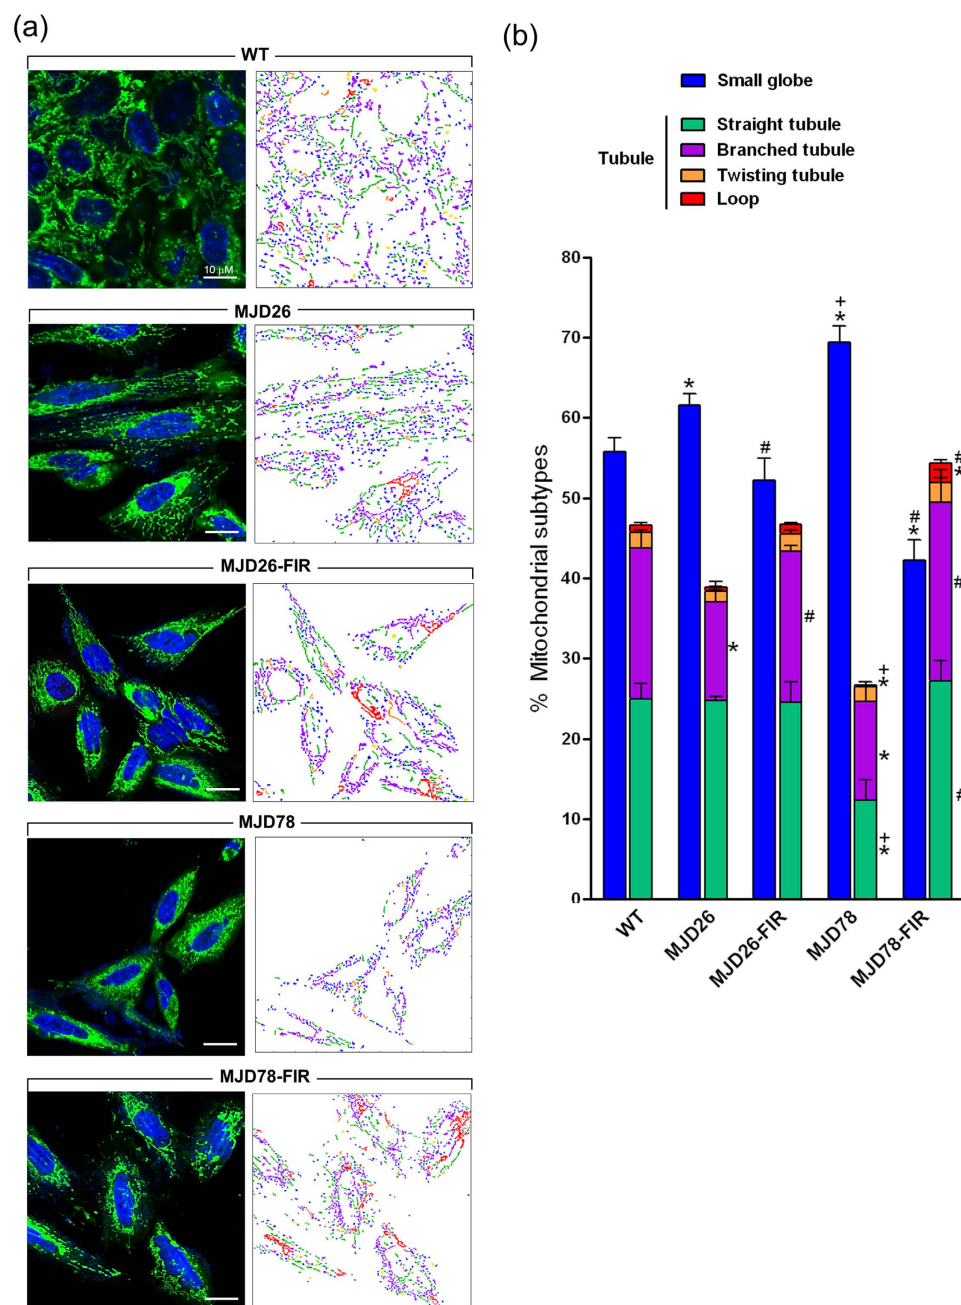 (a)
WT
10 µM
MJD26
MJD26-FIR
MJD78
MJD78-FIR
(b)
Small globe
Tubule
Straight tubule
Branched tubule
Twisting tubule
Loop
% Mitochondrial subtypes
80
70
60
50
40
30
20
10
0
*
#
+
*
#
*
*
#
+
*
*
+
*
#
*
#
#
WT
MJD26
MJD26-FIR
MJD78
MJD78-FIR